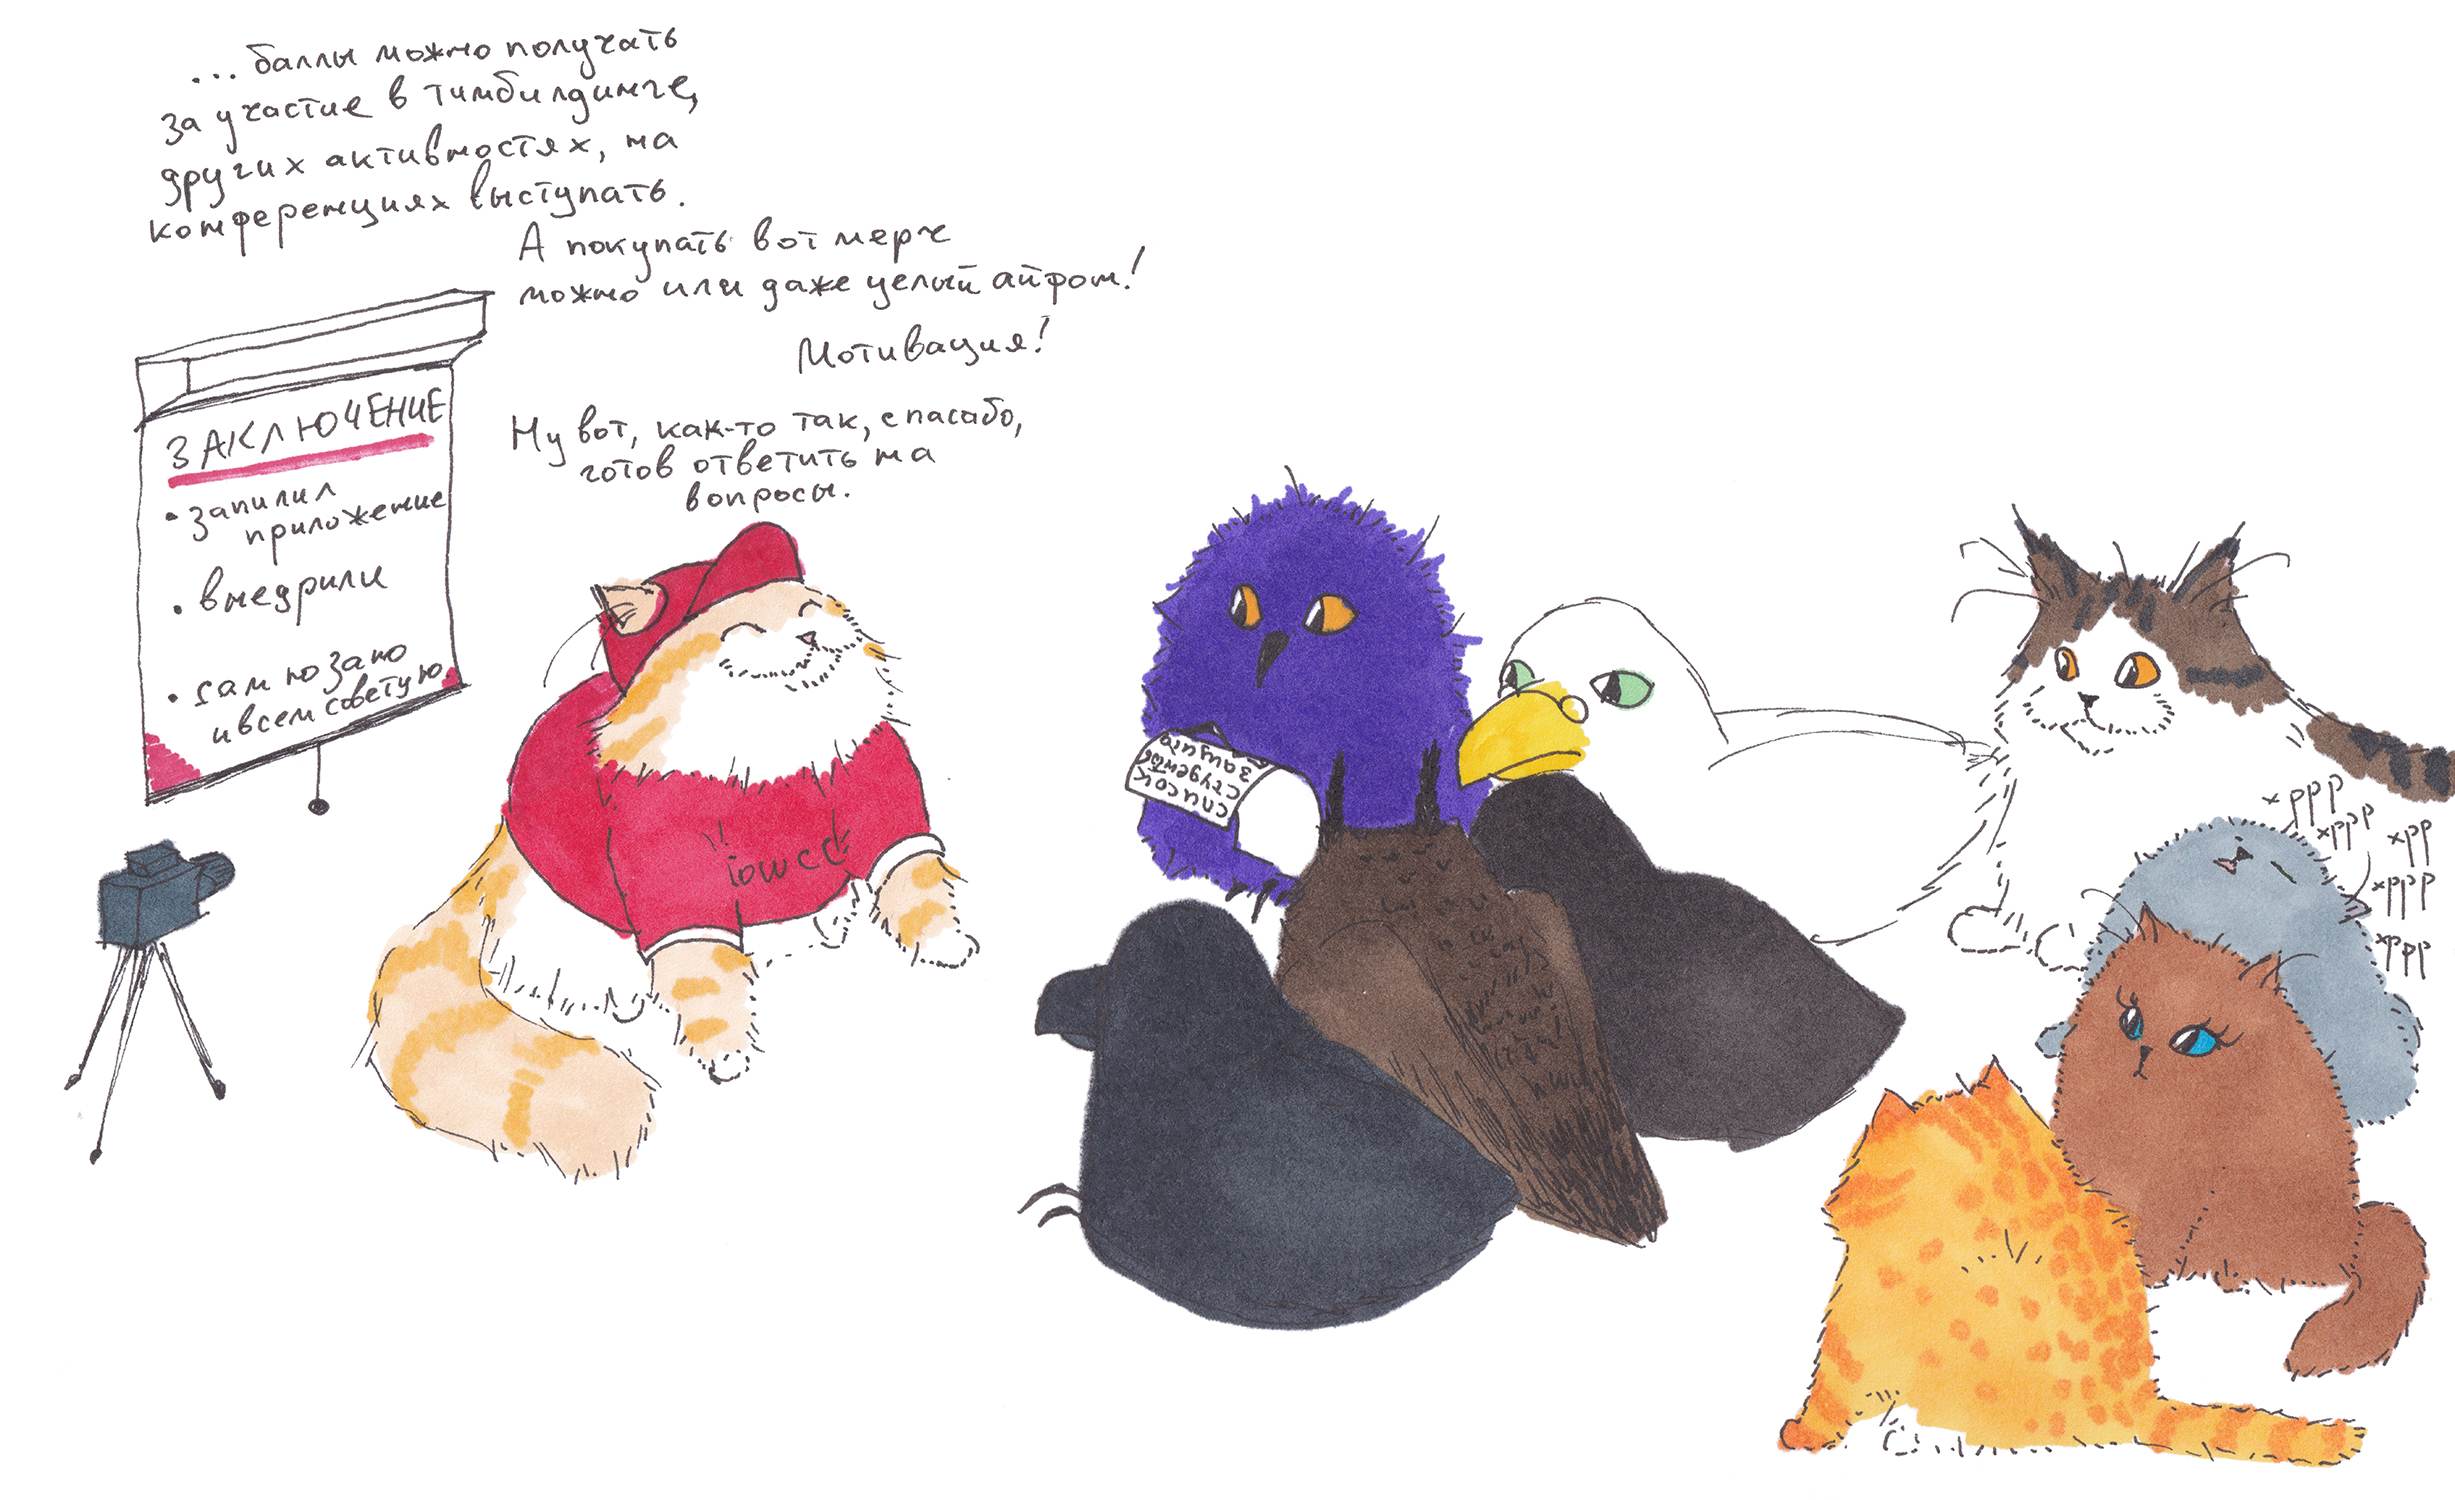 ... баллы можно получать
за участие в тимбилдинге,
других активностях, на
конференциях выступать.
А покупать вот мерч
можно или даже целый айфон!
Мотивация!
Ну вот, как-то так, спасибо,
готов ответить на
вопросы.
ЗАКЛЮЧЕНИЕ
• запилил
приложение
• внедрили
• сам юзаю
и всем советую
iowcc
список
студентов
защита
хррр
хррр
хрр
хррр
хррр